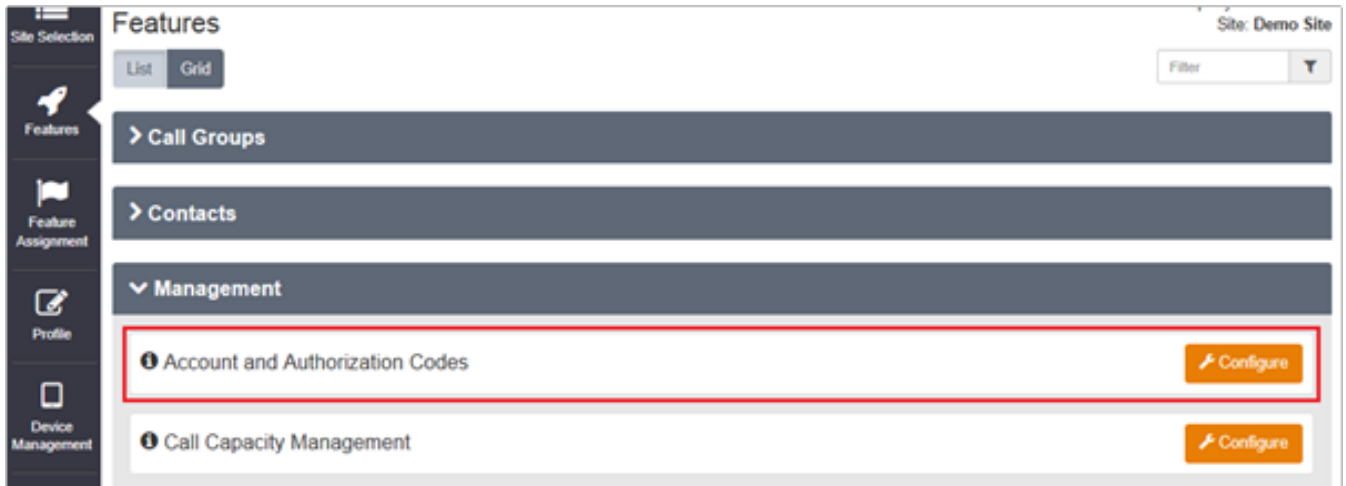 Site Selection
Features
Feature
Assignment
Profile
Device
Management
Features
Site: Demo Site
List Grid
Filter
Call Groups
Contacts
Management
Account and Authorization Codes
Configure
Call Capacity Management
Configure